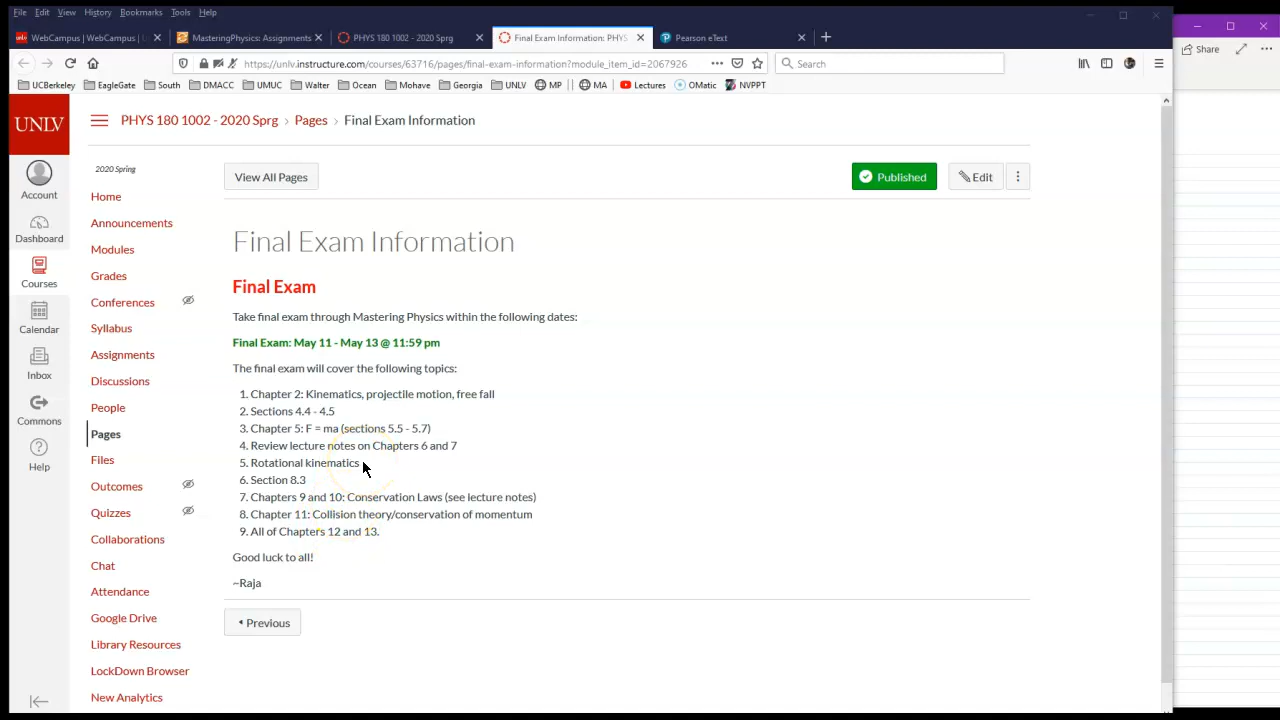 File Edit View History Bookmarks Tools Help
WebCampus | WebCampus |
MasteringPhysics: Assignments
PHYS 180 1002 - 2020 Sprg
Final Exam Information: PHYS
Pearson eText
https://unlv.instructure.com/courses/63716/pages/final-exam-information?module_item_id=2067926
Search
Share
UCBerkeley EagleGate South DMACC UMUC Walter Ocean Mohave Georgia UNLV MP MA Lectures OMatic NVPPT
UNLV
PHYS 180 1002 - 2020 Sprg › Pages › Final Exam Information
Account
Dashboard
Courses
Calendar
Inbox
Commons
Help
2020 Spring
Home
Announcements
Modules
Grades
Conferences
Syllabus
Assignments
Discussions
People
Pages
Files
Outcomes
Quizzes
Collaborations
Chat
Attendance
Google Drive
Library Resources
LockDown Browser
New Analytics
View All Pages
Published
Edit
Final Exam Information
Final Exam
Take final exam through Mastering Physics within the following dates:
Final Exam: May 11 - May 13 @ 11:59 pm
The final exam will cover the following topics:
1. Chapter 2: Kinematics, projectile motion, free fall
2. Sections 4.4 - 4.5
3. Chapter 5: F = ma (sections 5.5 - 5.7)
4. Review lecture notes on Chapters 6 and 7
5. Rotational kinematics
6. Section 8.3
7. Chapters 9 and 10: Conservation Laws (see lecture notes)
8. Chapter 11: Collision theory/conservation of momentum
9. All of Chapters 12 and 13.
Good luck to all!
~Raja
Previous